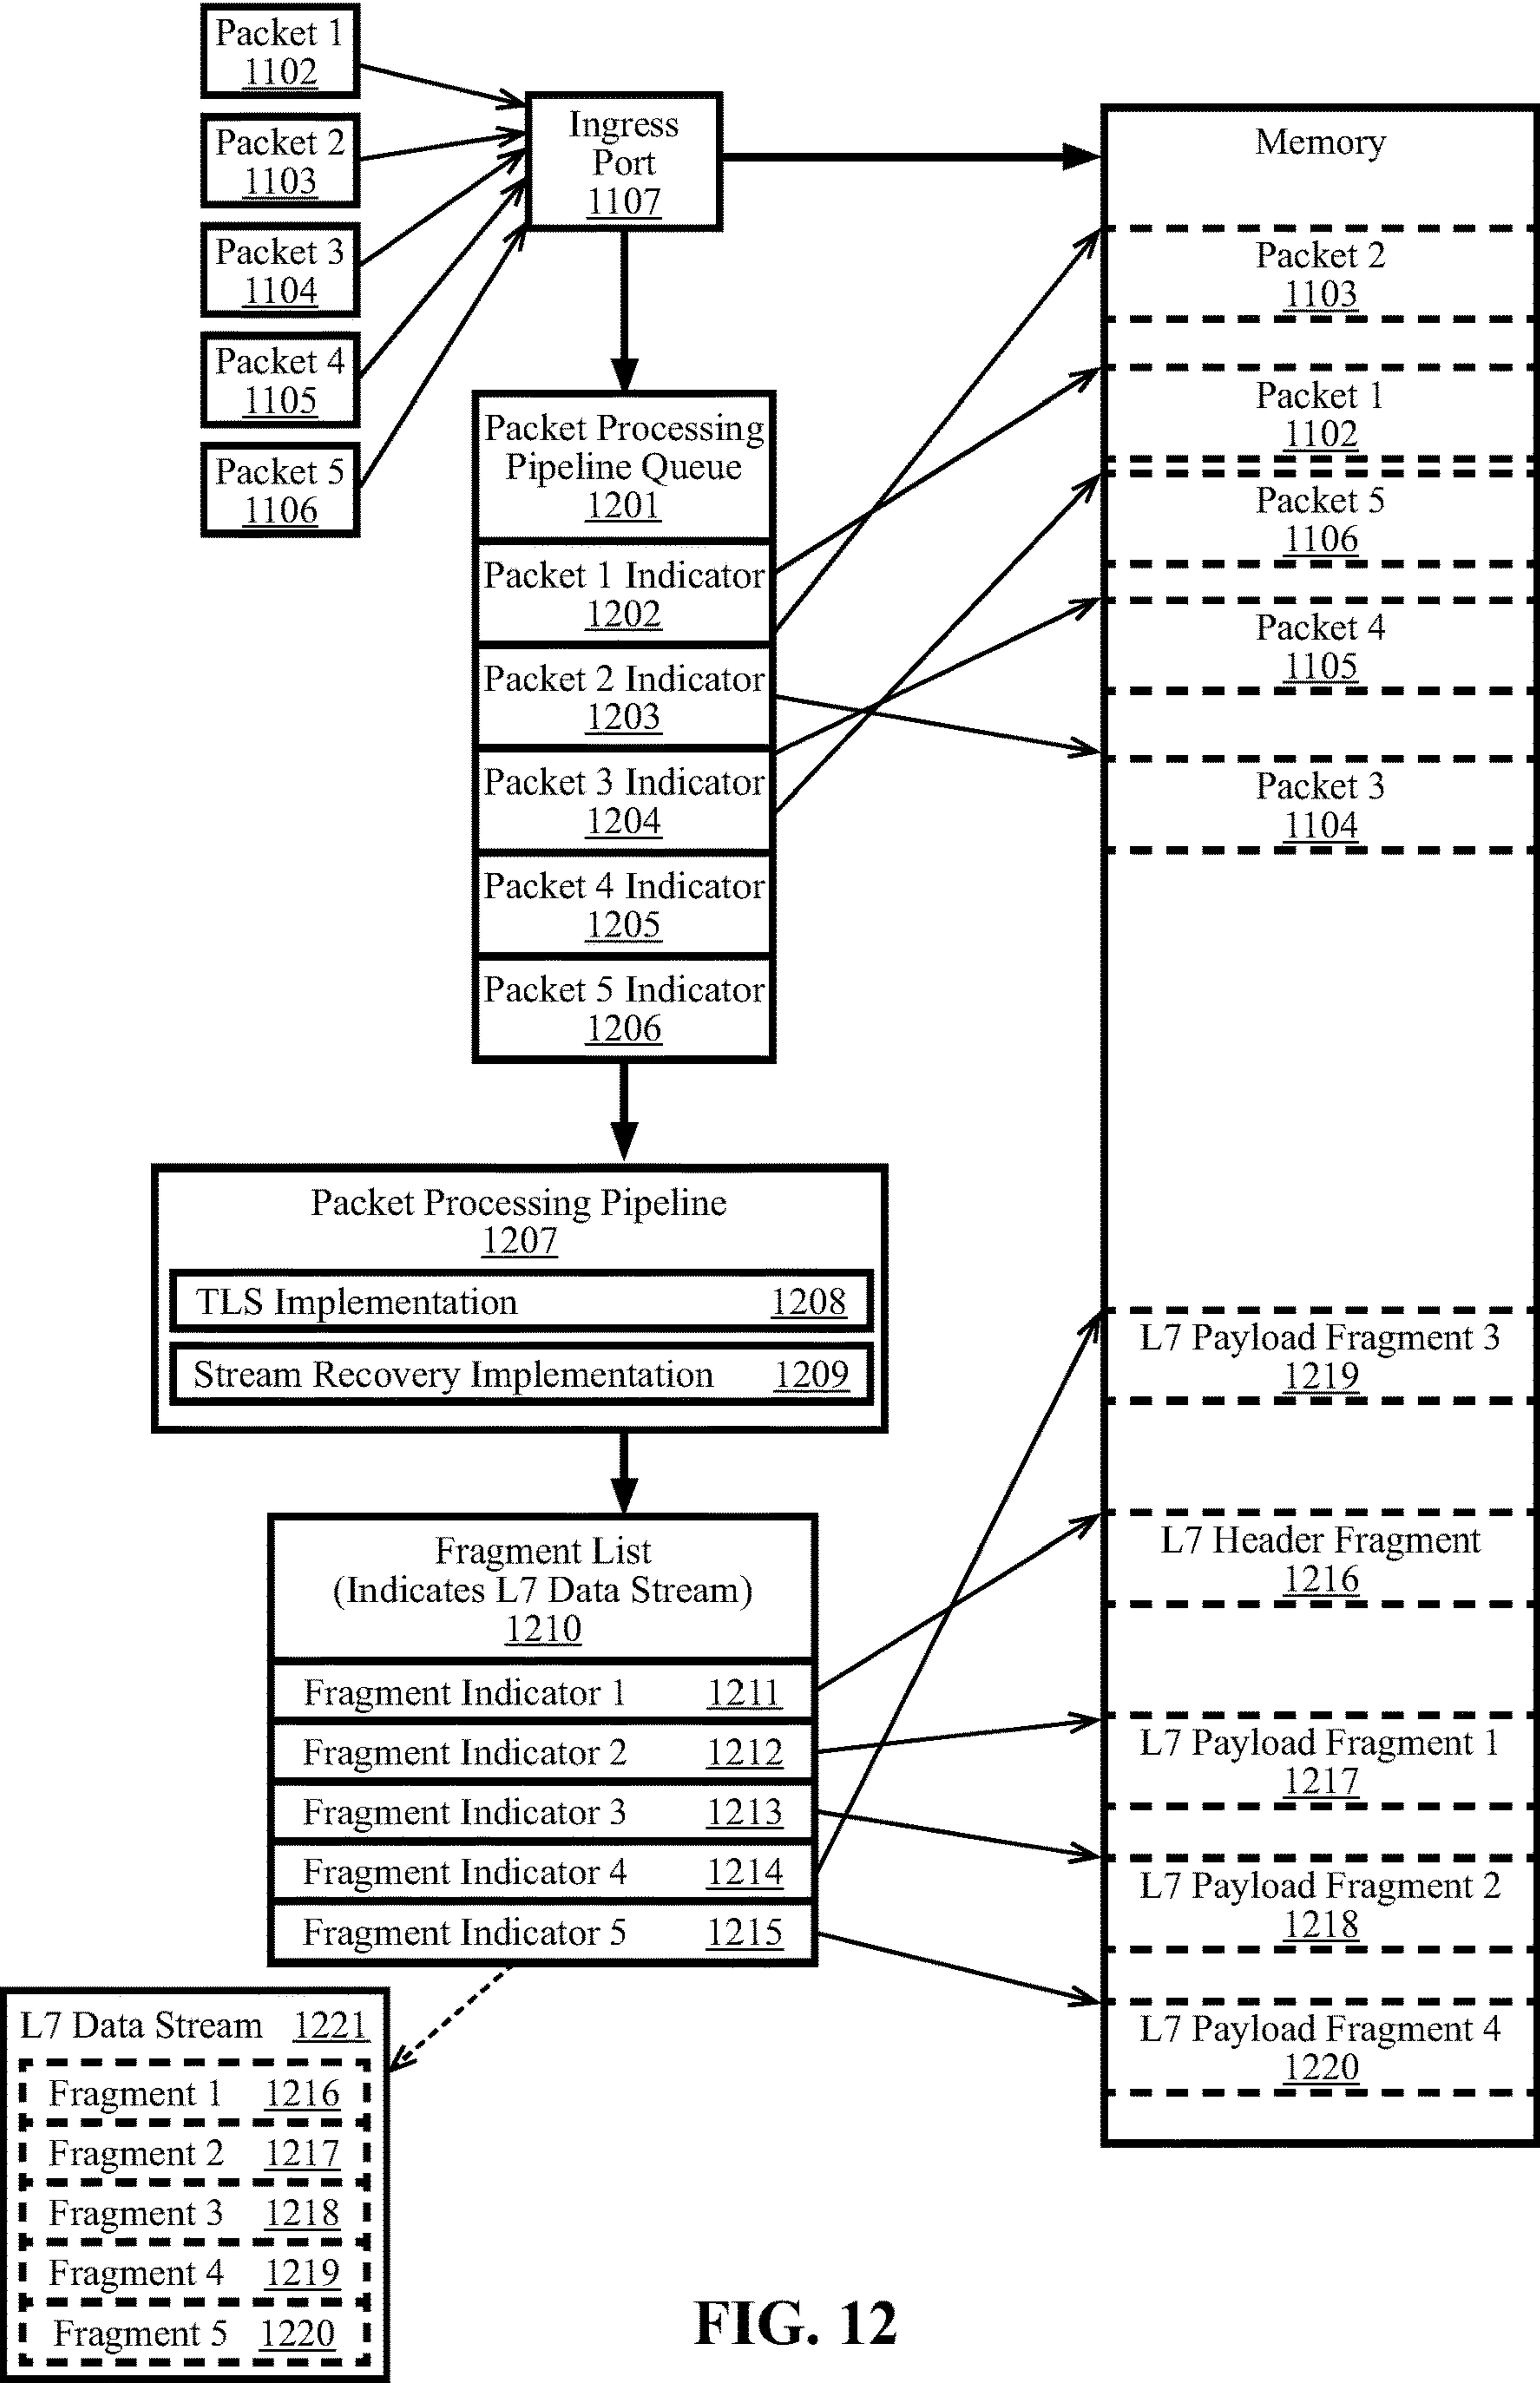 Packet 1
1102
Packet 2
1103
Packet 3
1104
Packet 4
1105
Packet 5
1106
Ingress
Port
1107
Packet Processing
Pipeline Queue
1201
Packet 1 Indicator
1202
Packet 2 Indicator
1203
Packet 3 Indicator
1204
Packet 4 Indicator
1205
Packet 5 Indicator
1206
Packet Processing Pipeline
1207
TLS Implementation 1208
Stream Recovery Implementation 1209
Fragment List
(Indicates L7 Data Stream)
1210
Fragment Indicator 1 1211
Fragment Indicator 2 1212
Fragment Indicator 3 1213
Fragment Indicator 4 1214
Fragment Indicator 5 1215
L7 Data Stream 1221
Fragment 1 1216
Fragment 2 1217
Fragment 3 1218
Fragment 4 1219
Fragment 5 1220
Memory
Packet 2
1103
Packet 1
1102
Packet 5
1106
Packet 4
1105
Packet 3
1104
L7 Payload Fragment 3
1219
L7 Header Fragment
1216
L7 Payload Fragment 1
1217
L7 Payload Fragment 2
1218
L7 Payload Fragment 4
1220
FIG. 12